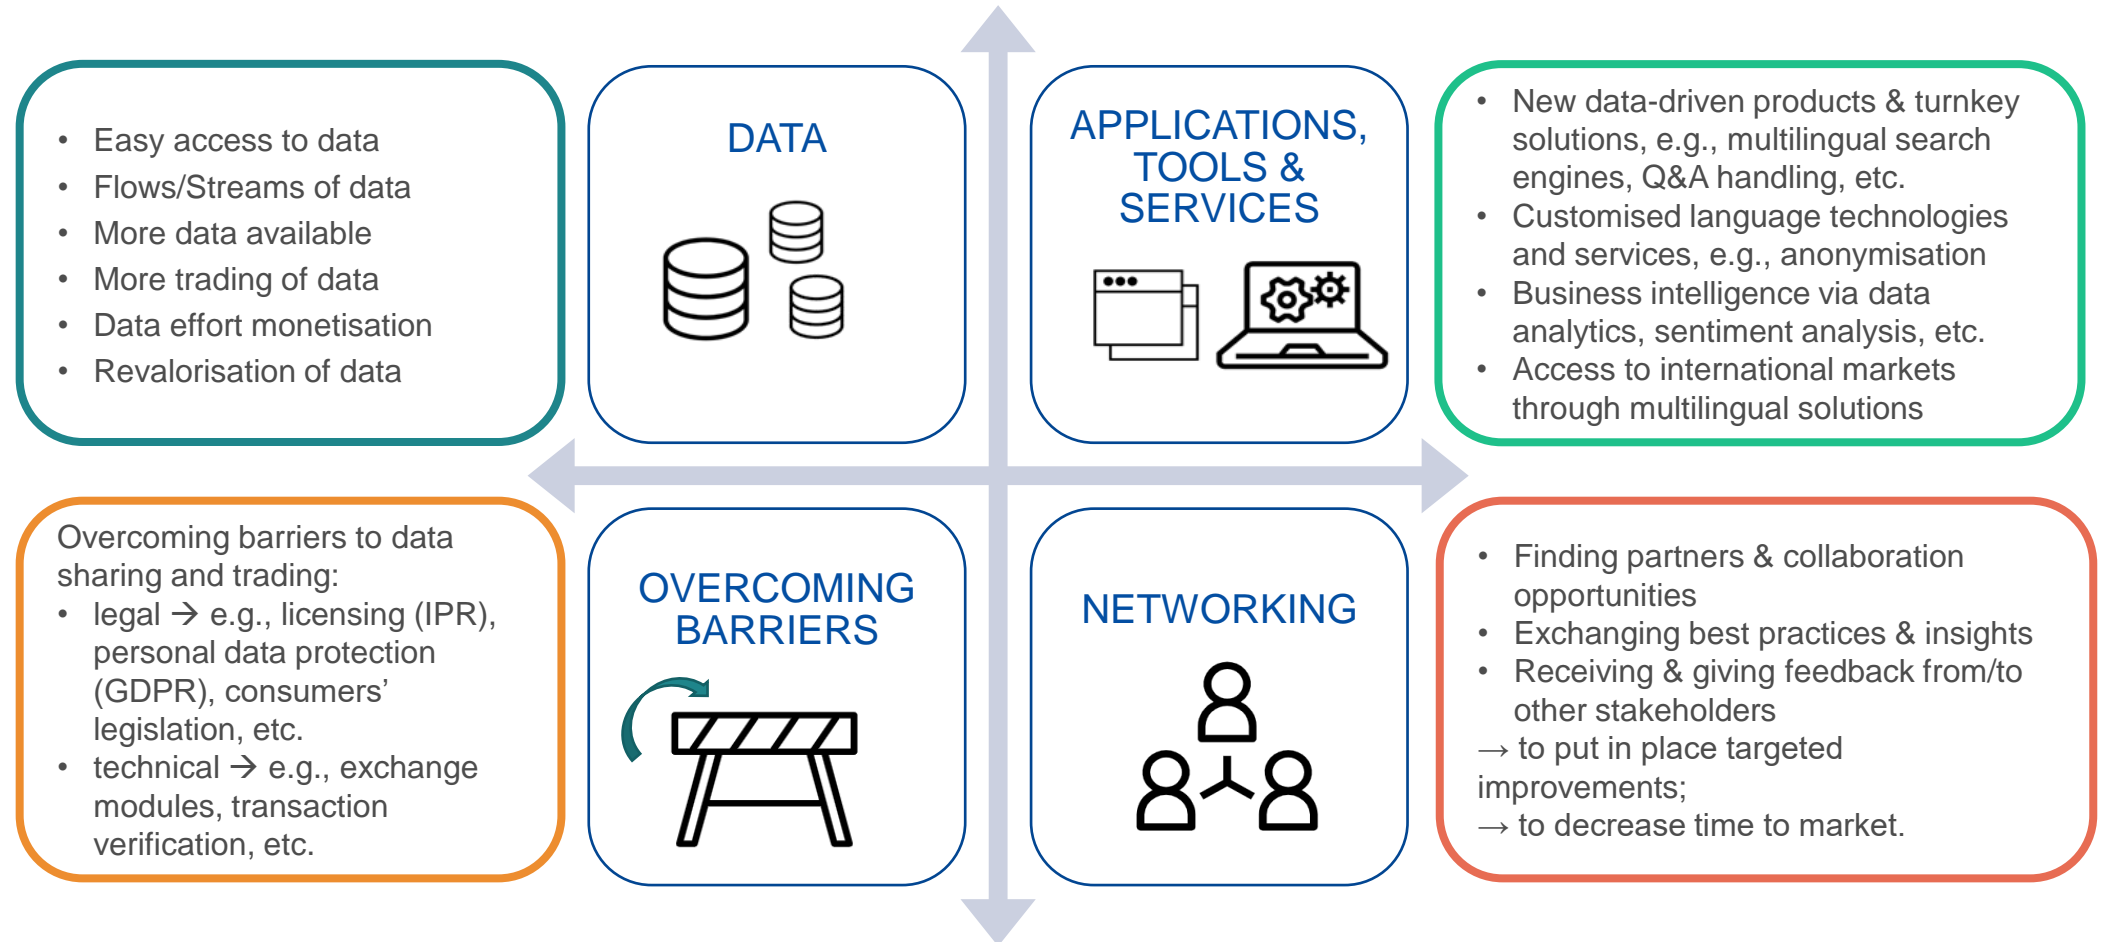 • Easy access to data
• Flows/Streams of data
• More data available
• More trading of data
• Data effort monetisation
• Revalorisation of data
DATA
APPLICATIONS,
TOOLS &
SERVICES
• New data-driven products & turnkey
solutions, e.g., multilingual search
engines, Q&A handling, etc.
• Customised language technologies
and services, e.g., anonymisation
• Business intelligence via data
analytics, sentiment analysis, etc.
• Access to international markets
through multilingual solutions
Overcoming barriers to data
sharing and trading:
• legal → e.g., licensing (IPR),
personal data protection
(GDPR), consumers’
legislation, etc.
• technical → e.g., exchange
modules, transaction
verification, etc.
OVERCOMING
BARRIERS
NETWORKING
• Finding partners & collaboration
opportunities
• Exchanging best practices & insights
• Receiving & giving feedback from/to
other stakeholders
→ to put in place targeted
improvements;
→ to decrease time to market.